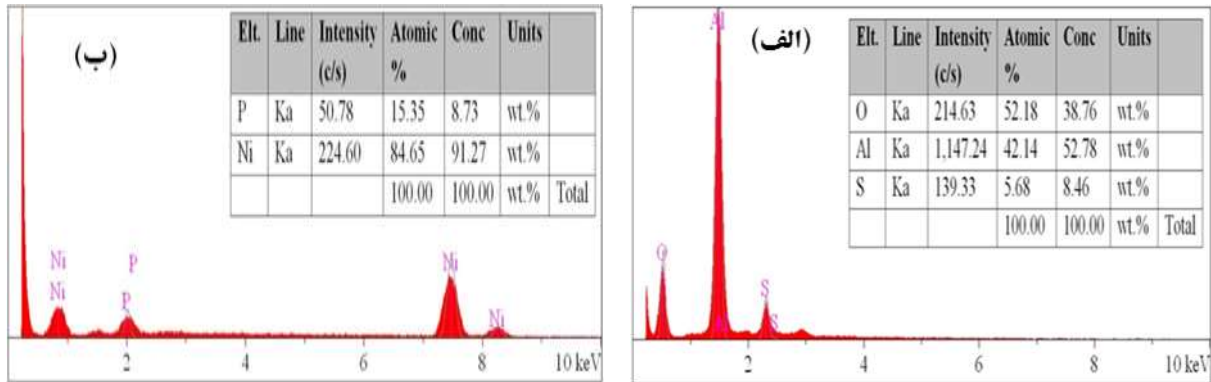 (ب)
Elt. Line Intensity (c/s) Atomic % Conc Units
P Ka 50.78 15.35 8.73 wt.%
Ni Ka 224.60 84.65 91.27 wt.%
100.00 100.00 wt.% Total
Ni
Ni
P
P
Ni
Ni
2 4 6 8 10 keV
(الف)
Elt. Line Intensity (c/s) Atomic % Conc Units
O Ka 214.63 52.18 38.76 wt.%
Al Ka 1,147.24 42.14 52.78 wt.%
S Ka 139.33 5.68 8.46 wt.%
100.00 100.00 wt.% Total
Al
O
S
S
2 4 6 8 10 keV